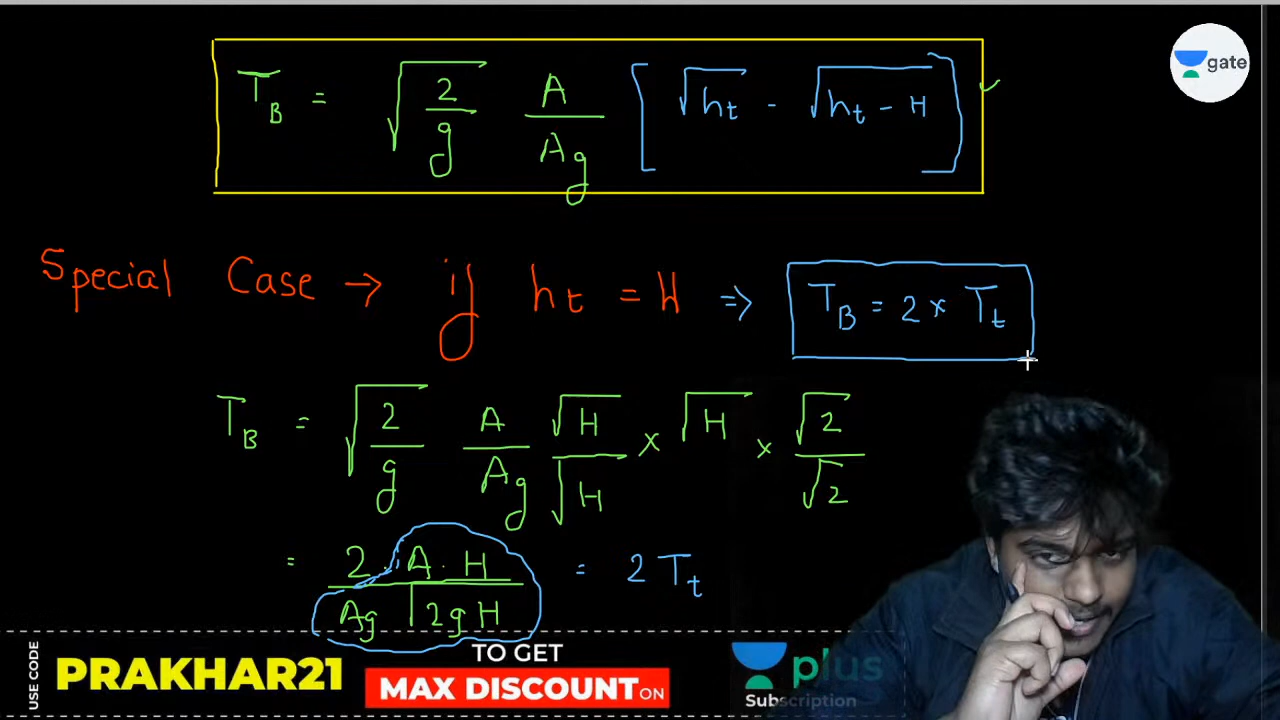 gate
T_B = √(2/g) A/A_g [√h_t - √(h_t - H)]
Special Case → if h_t = H ⇒ T_B = 2 × T_t
T_B = √(2/g) A/A_g √H/√H × √H × √2/√2
= 2 . A . H / A_g √(2gH) = 2 T_t
USE CODE
PRAKHAR21
TO GET
MAX DISCOUNT ON
plus
Subscription